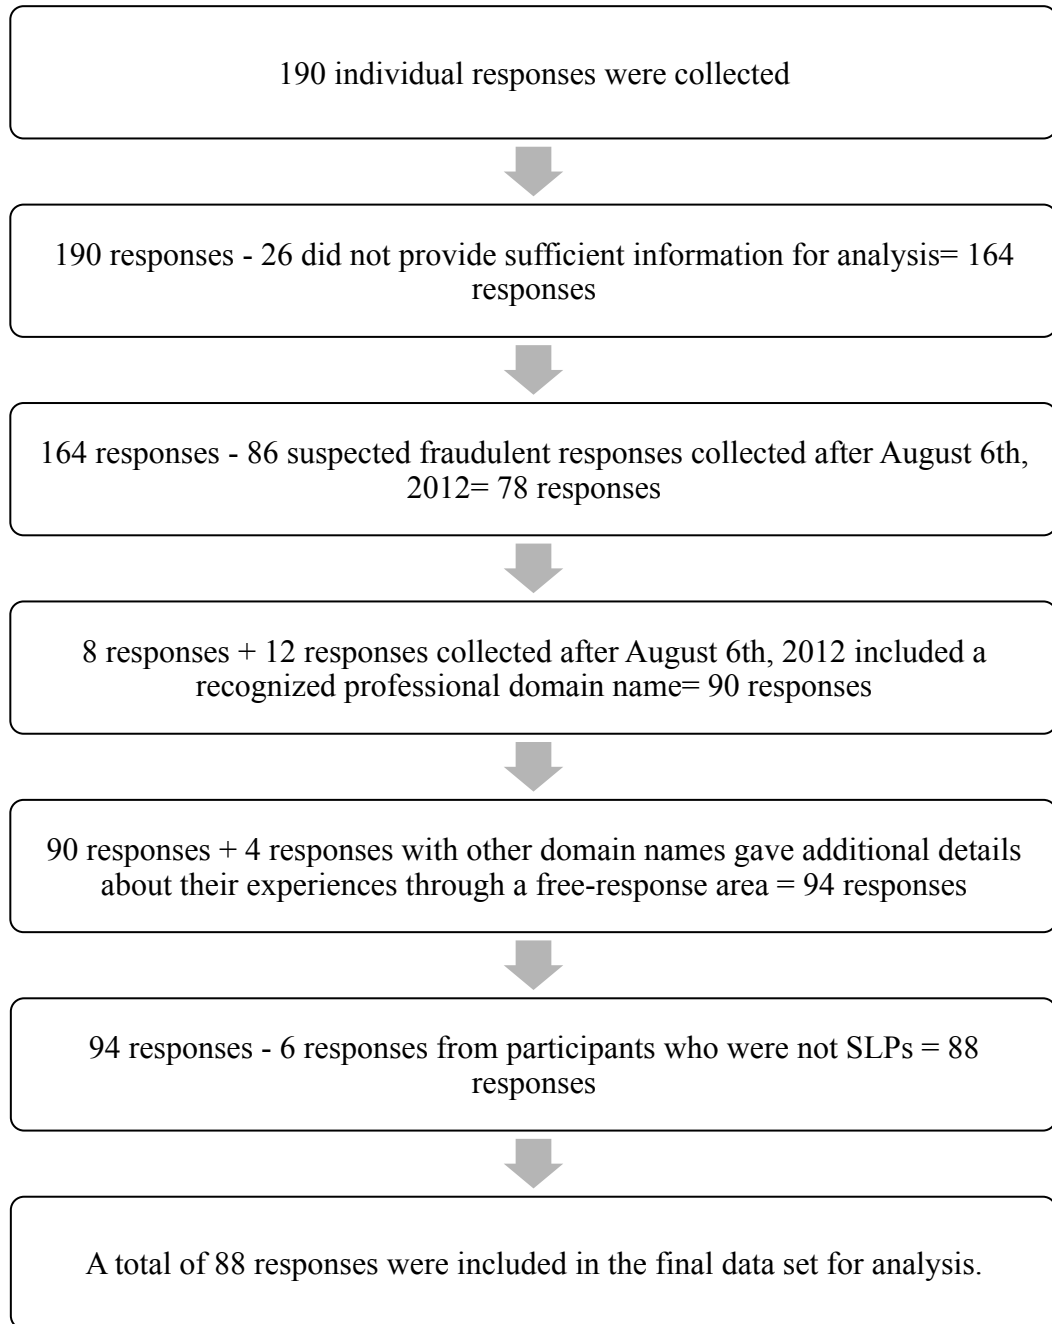 190 individual responses were collected
190 responses - 26 did not provide sufficient information for analysis= 164
responses
164 responses - 86 suspected fraudulent responses collected after August 6th,
2012= 78 responses
8 responses + 12 responses collected after August 6th, 2012 included a
recognized professional domain name= 90 responses
90 responses + 4 responses with other domain names gave additional details
about their experiences through a free-response area = 94 responses
94 responses - 6 responses from participants who were not SLPs = 88
responses
A total of 88 responses were included in the final data set for analysis.